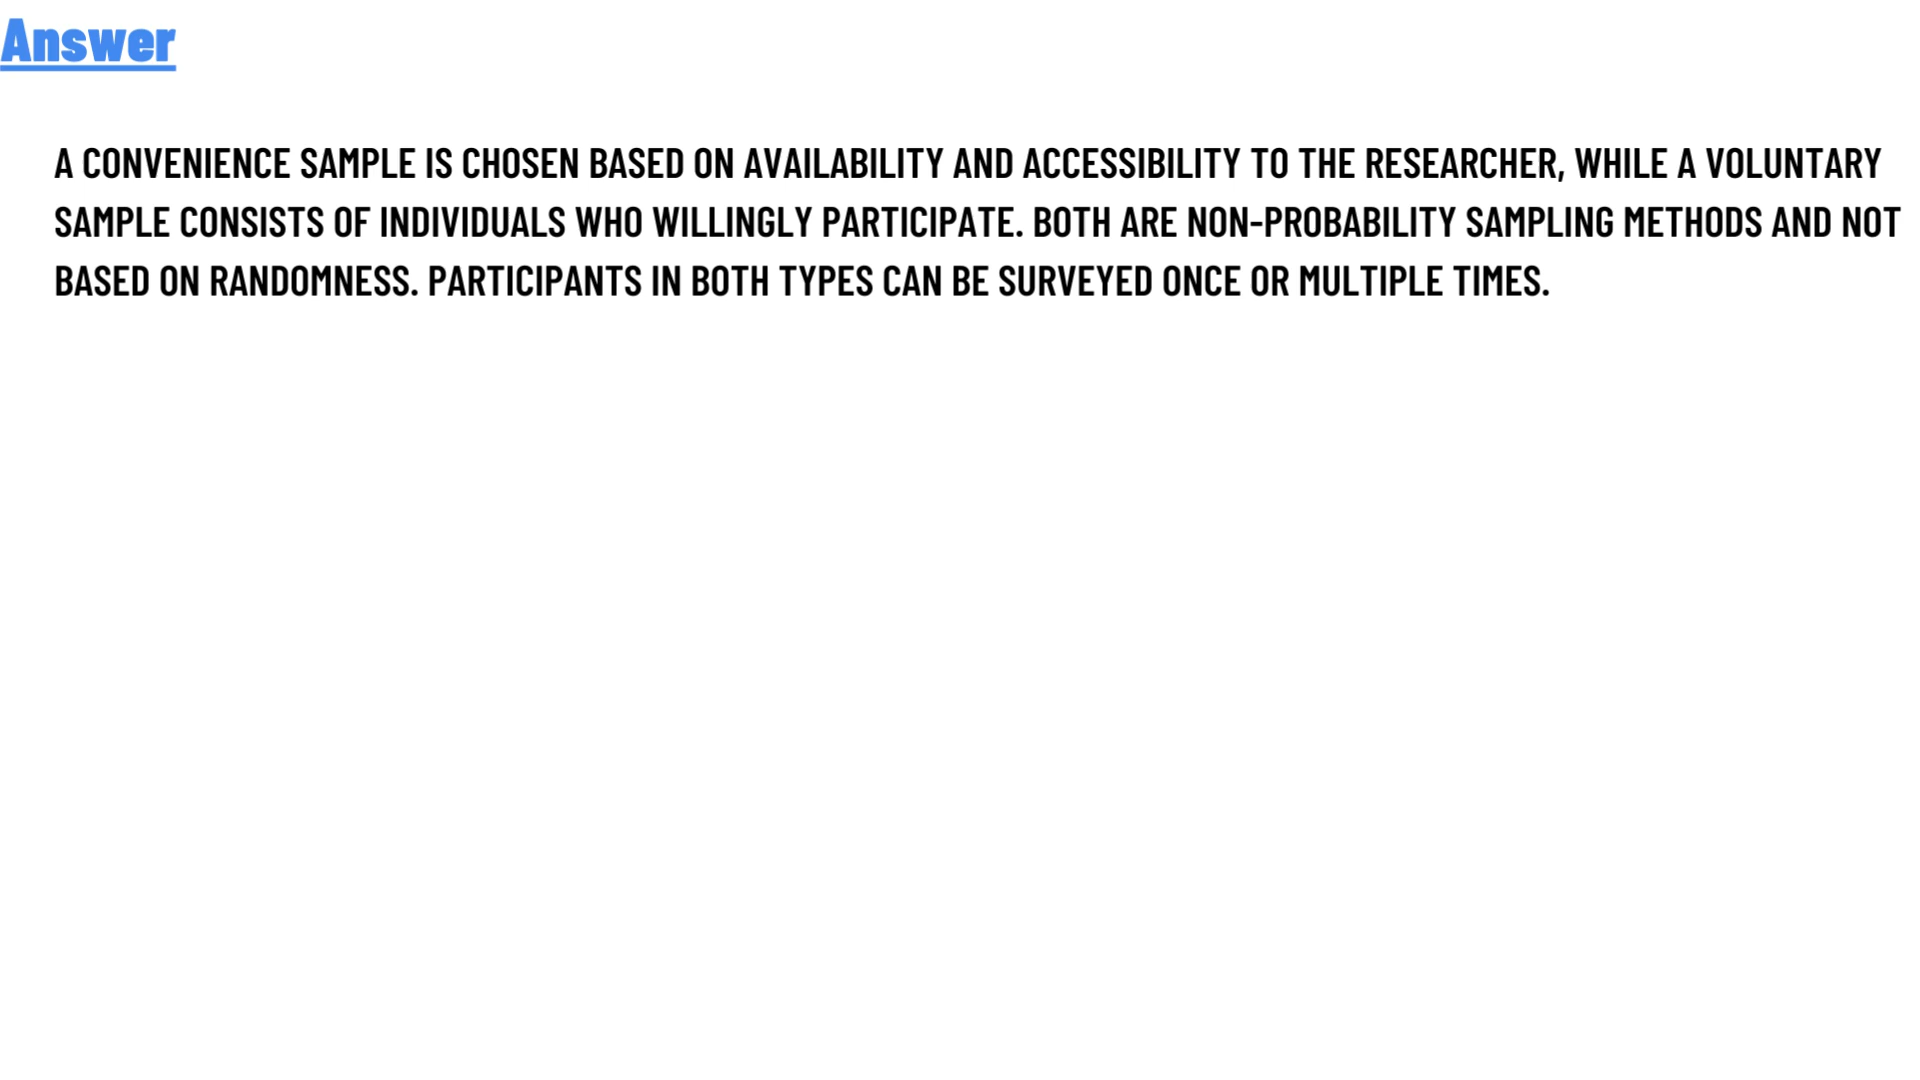 Answer
A CONVENIENCE SAMPLE IS CHOSEN BASED ON AVAILABILITY AND ACCESSIBILITY TO THE RESEARCHER, WHILE A VOLUNTARY
SAMPLE CONSISTS OF INDIVIDUALS WHO WILLINGLY PARTICIPATE. BOTH ARE NON-PROBABILITY SAMPLING METHODS AND NOT
BASED ON RANDOMNESS. PARTICIPANTS IN BOTH TYPES CAN BE SURVEYED ONCE OR MULTIPLE TIMES.